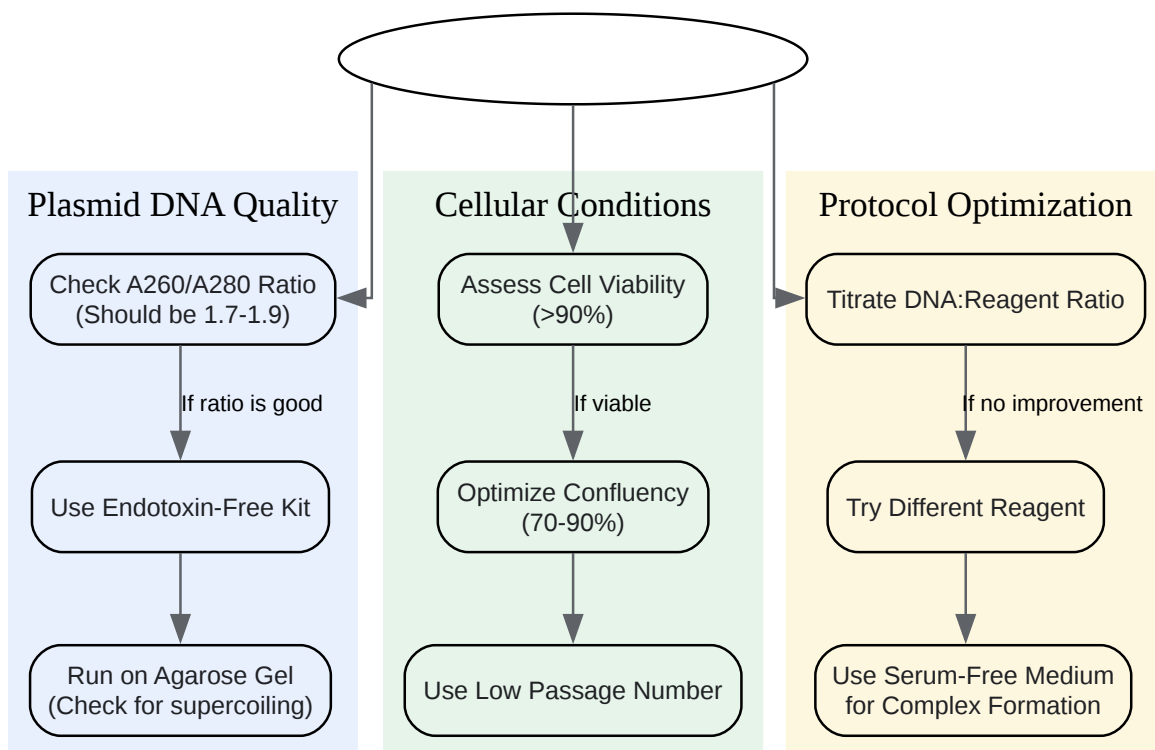 Plasmid DNA Quality
Check A260/A280 Ratio
(Should be 1.7-1.9)
If ratio is good
Use Endotoxin-Free Kit
Run on Agarose Gel
(Check for supercoiling)
Cellular Conditions
Assess Cell Viability
(>90%)
If viable
Optimize Confluency
(70-90%)
Use Low Passage Number
Protocol Optimization
Titrate DNA:Reagent Ratio
If no improvement
Try Different Reagent
Use Serum-Free Medium
for Complex Formation